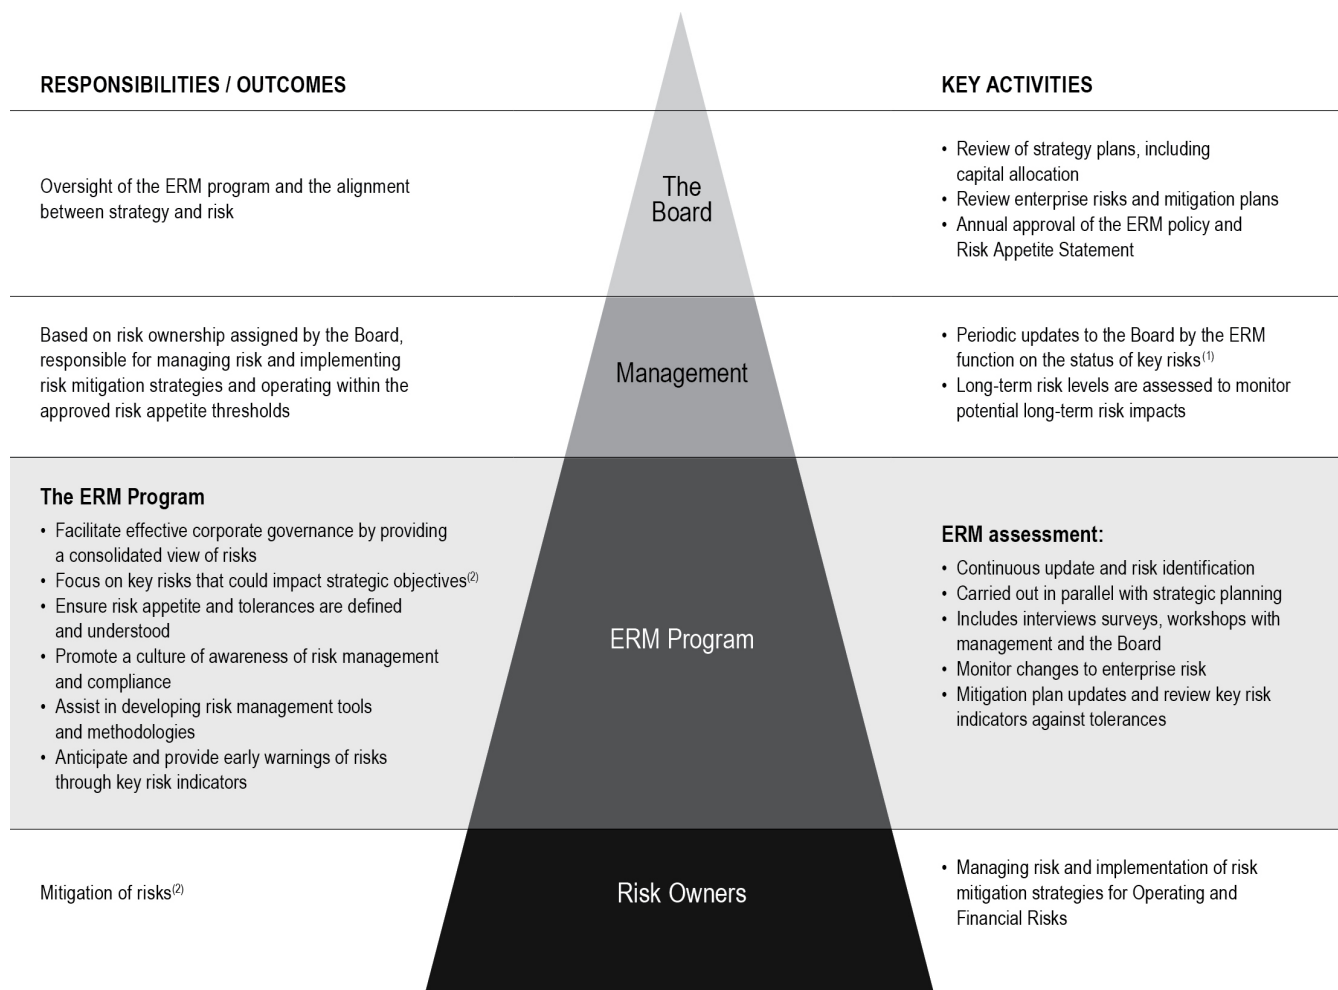 RESPONSIBILITIES / OUTCOMES
KEY ACTIVITIES
Oversight of the ERM program and the alignment
between strategy and risk
The
Board
• Review of strategy plans, including
capital allocation
• Review enterprise risks and mitigation plans
• Annual approval of the ERM policy and
Risk Appetite Statement
Based on risk ownership assigned by the Board,
responsible for managing risk and implementing
risk mitigation strategies and operating within the
approved risk appetite thresholds
Management
• Periodic updates to the Board by the ERM
function on the status of key risks(1)
• Long-term risk levels are assessed to monitor
potential long-term risk impacts
The ERM Program
• Facilitate effective corporate governance by providing
a consolidated view of risks
• Focus on key risks that could impact strategic objectives(2)
• Ensure risk appetite and tolerances are defined
and understood
• Promote a culture of awareness of risk management
and compliance
• Assist in developing risk management tools
and methodologies
• Anticipate and provide early warnings of risks
through key risk indicators
ERM Program
ERM assessment:
• Continuous update and risk identification
• Carried out in parallel with strategic planning
• Includes interviews surveys, workshops with
management and the Board
• Monitor changes to enterprise risk
• Mitigation plan updates and review key risk
indicators against tolerances
Mitigation of risks(2)
Risk Owners
• Managing risk and implementation of risk
mitigation strategies for Operating and
Financial Risks